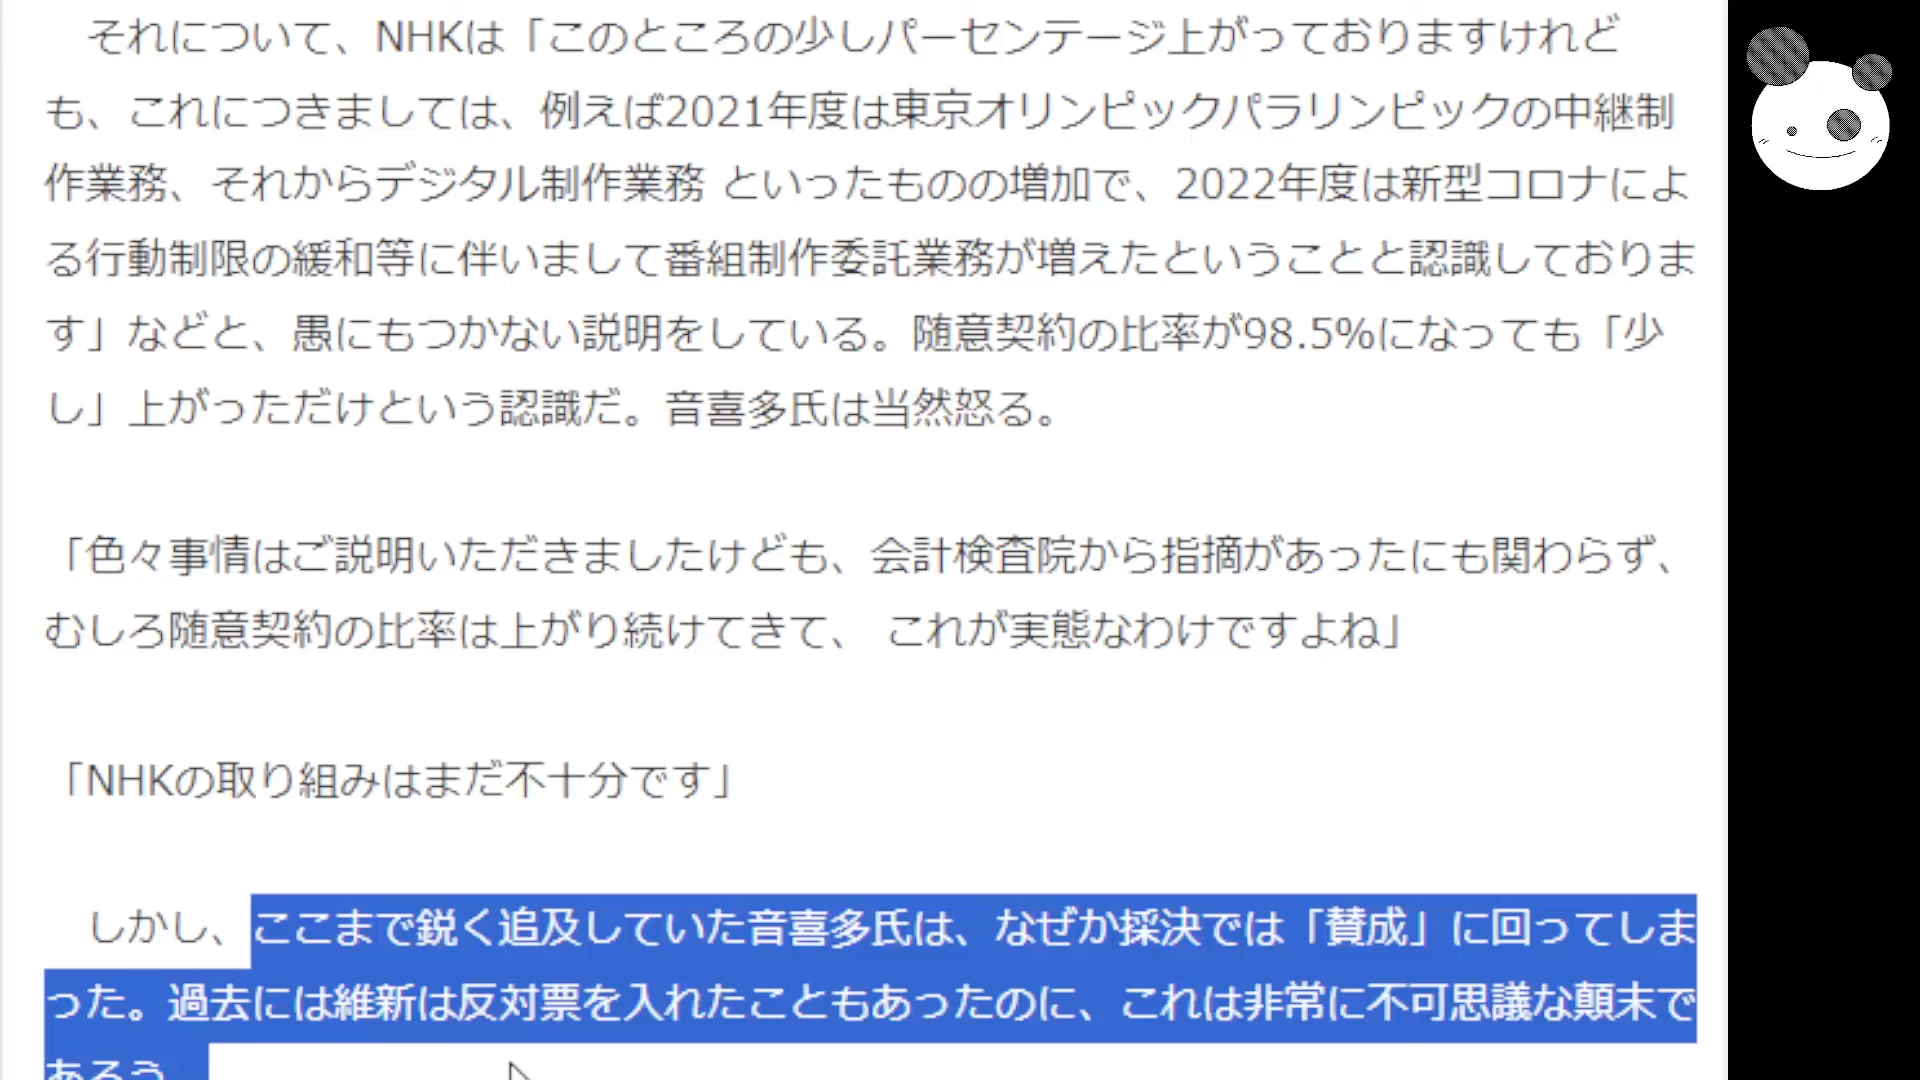 それについて、NHKは「このところの少しパーセンテージ上がっておりますけれど
も、これにつきましては、例えば2021年度は東京オリンピックパラリンピックの中継制
作業務、それからデジタル制作業務 といったものの増加で、2022年度は新型コロナによ
る行動制限の緩和等に伴いまして番組制作委託業務が増えたということと認識しておりま
す」などと、愚にもつかない説明をしている。随意契約の比率が98.5%になっても「少
し」上がっただけという認識だ。音喜多氏は当然怒る。
「色々事情はご説明いただきましたけども、会計検査院から指摘があったにも関わらず、
むしろ随意契約の比率は上がり続けてきて、 これが実態なわけですよね」
「NHKの取り組みはまだ不十分です」
しかし、ここまで鋭く追及していた音喜多氏は、なぜか採決では「賛成」に回ってしま
った。過去には維新は反対票を入れたこともあったのに、これは非常に不可思議な顛末で
あろう。